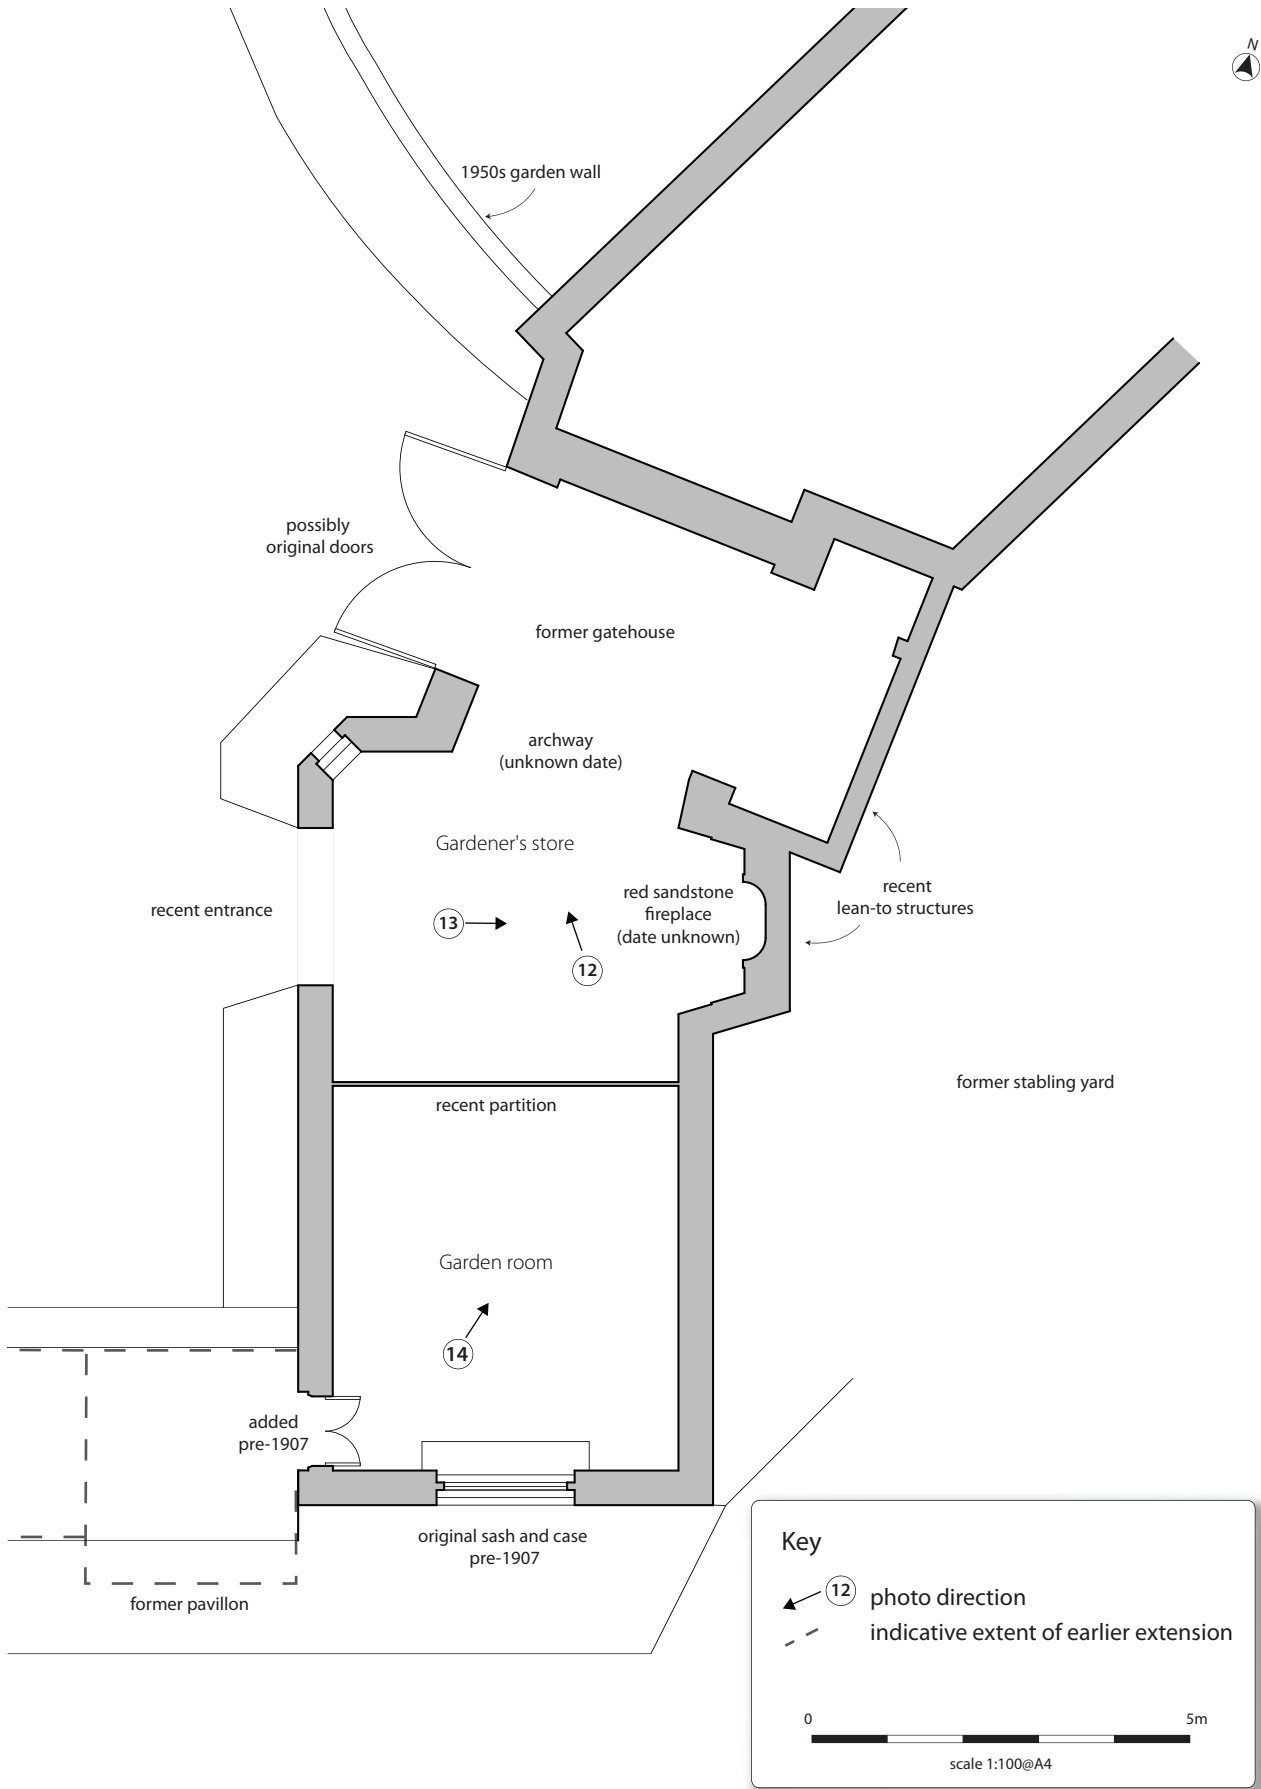 N
1950s garden wall
possibly
original doors
former gatehouse
archway
(unknown date)
Gardener's store
red sandstone
fireplace
(date unknown)
recent
lean-to structures
recent entrance
13
12
former stabling yard
recent partition
Garden room
14
added
pre-1907
original sash and case
pre-1907
former pavillon
Key
12 photo direction
indicative extent of earlier extension
0 5m
scale 1:100@A4